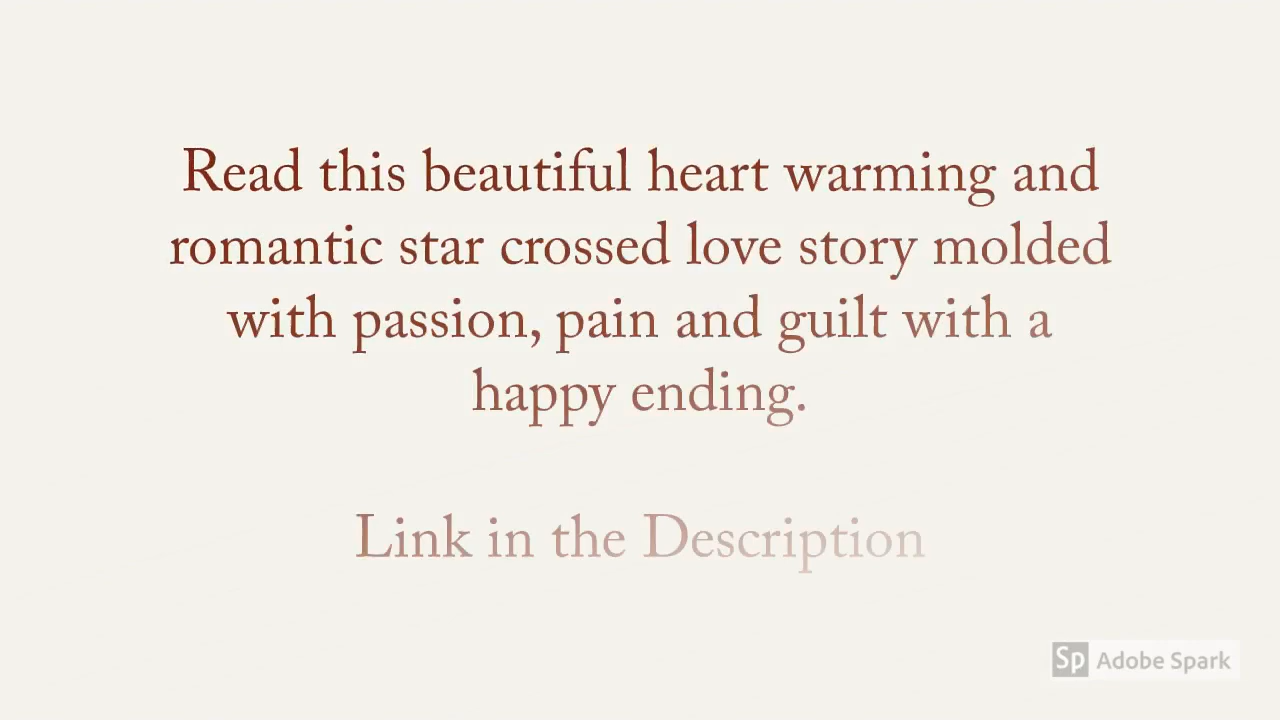 Read this beautiful heart warming and
romantic star crossed love story molded
with passion, pain and guilt with a
happy ending.
Link in the Description
Sp Adobe Spark